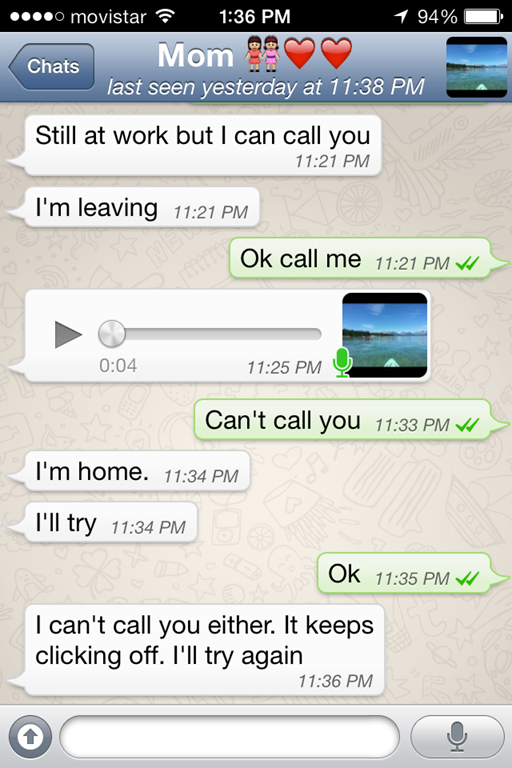 movistar 1:36 PM 94%
Chats
Mom 👭❤️❤️
last seen yesterday at 11:38 PM
Still at work but I can call you
11:21 PM
I'm leaving 11:21 PM
Ok call me 11:21 PM
0:04 11:25 PM
Can't call you 11:33 PM
I'm home. 11:34 PM
I'll try 11:34 PM
Ok 11:35 PM
I can't call you either. It keeps
clicking off. I'll try again
11:36 PM